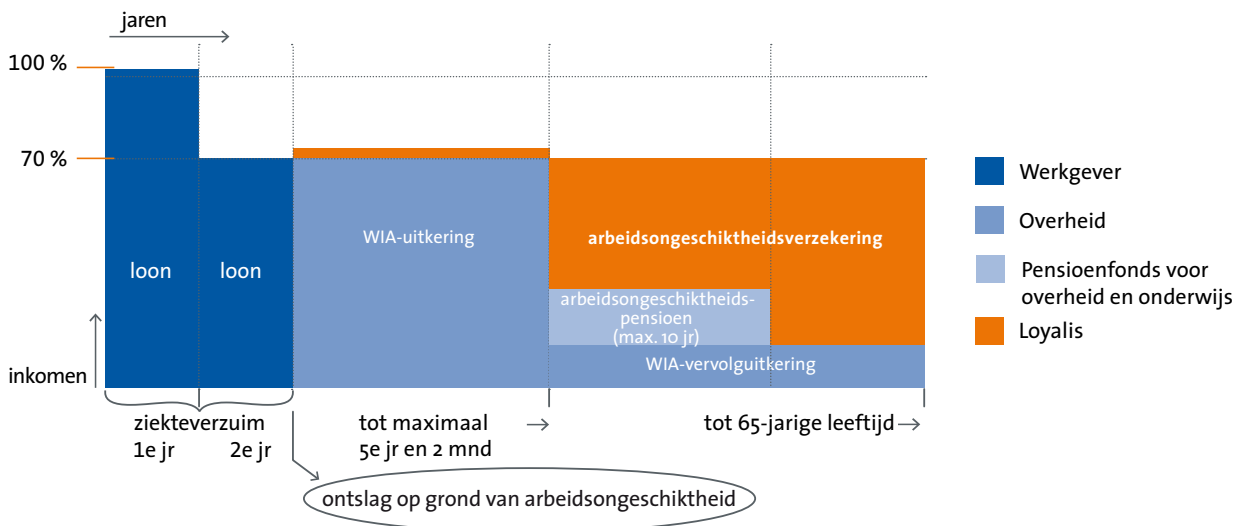 jaren
100 %
70 %
inkomen
loon
loon
WIA-uitkering
arbeidsongeschiktheidsverzekering
arbeidsongeschiktheids-
pensioen
(max. 10 jr)
WIA-vervolguitkering
Werkgever
Overheid
Pensioenfonds voor
overheid en onderwijs
Loyalis
ziekteverzuim
1e jr 2e jr
tot maximaal
5e jr en 2 mnd
tot 65-jarige leeftijd
ontslag op grond van arbeidsongeschiktheid